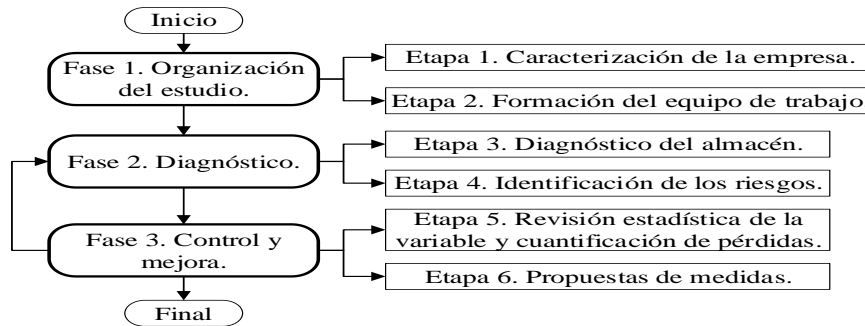 Inicio
Fase 1. Organización
del estudio.
Etapa 1. Caracterización de la empresa.
Etapa 2. Formación del equipo de trabajo
Fase 2. Diagnóstico.
Etapa 3. Diagnóstico del almacén.
Etapa 4. Identificación de los riesgos.
Fase 3. Control y
mejora.
Etapa 5. Revisión estadística de la
variable y cuantificación de pérdidas.
Etapa 6. Propuestas de medidas.
Final